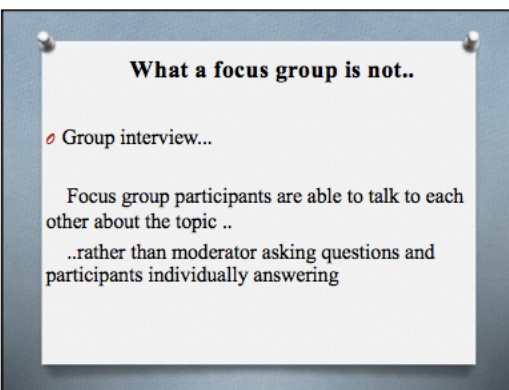 What a focus group is not..
Group interview...
Focus group participants are able to talk to each
other about the topic ..
..rather than moderator asking questions and
participants individually answering